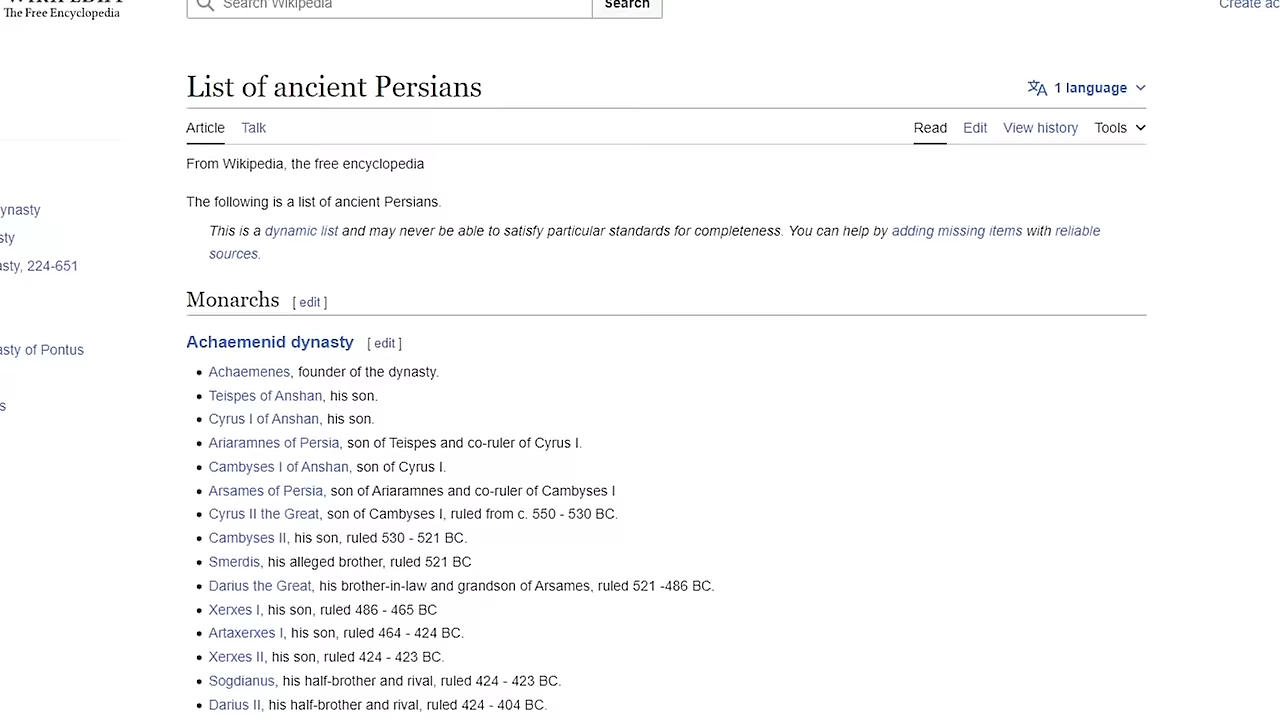 The Free Encyclopedia
Search Wikipedia
Search
Create ac
List of ancient Persians
1 language
Article Talk
Read Edit View history Tools
From Wikipedia, the free encyclopedia
The following is a list of ancient Persians.
This is a dynamic list and may never be able to satisfy particular standards for completeness. You can help by adding missing items with reliable
sources.
ynasty
sty
asty, 224-651
asty of Pontus
s
Monarchs [ edit ]
Achaemenid dynasty [ edit ]
• Achaemenes, founder of the dynasty.
• Teispes of Anshan, his son.
• Cyrus I of Anshan, his son.
• Ariaramnes of Persia, son of Teispes and co-ruler of Cyrus I.
• Cambyses I of Anshan, son of Cyrus I.
• Arsames of Persia, son of Ariaramnes and co-ruler of Cambyses I
• Cyrus II the Great, son of Cambyses I, ruled from c. 550 - 530 BC.
• Cambyses II, his son, ruled 530 - 521 BC.
• Smerdis, his alleged brother, ruled 521 BC
• Darius the Great, his brother-in-law and grandson of Arsames, ruled 521 -486 BC.
• Xerxes I, his son, ruled 486 - 465 BC
• Artaxerxes I, his son, ruled 464 - 424 BC.
• Xerxes II, his son, ruled 424 - 423 BC.
• Sogdianus, his half-brother and rival, ruled 424 - 423 BC.
• Darius II, his half-brother and rival, ruled 424 - 404 BC.